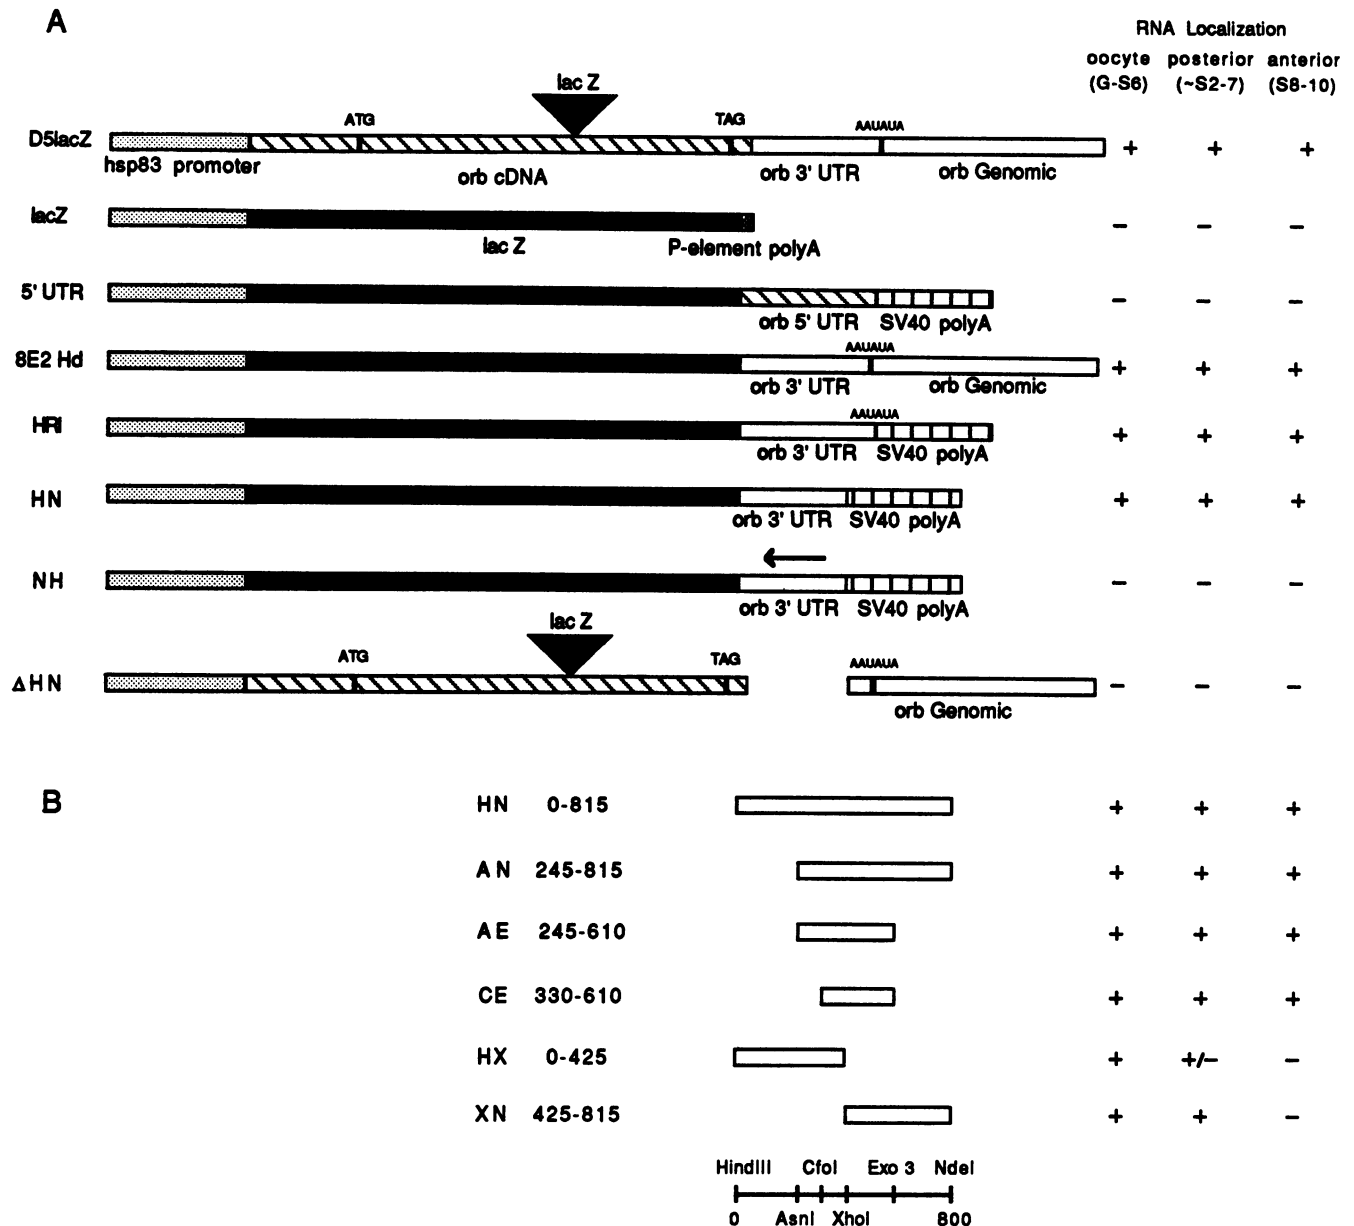 A
RNA Localization
oocyte posterior anterior
(G-S6) (~S2-7) (S8-10)
lac Z
ATG TAG AAUAUA
D5lacZ + + +
hsp83 promoter orb cDNA orb 3' UTR orb Genomic
lacZ - - -
lac Z P-element polyA
5' UTR - - -
orb 5' UTR SV40 polyA
AAUAUA
8E2 Hd + + +
orb 3' UTR orb Genomic
AAUAUA
HRI + + +
orb 3' UTR SV40 polyA
HN + + +
orb 3' UTR SV40 polyA
NH - - -
orb 3' UTR SV40 polyA
lac Z
ATG TAG AAUAUA
ΔHN - - -
orb Genomic
B
HN 0-815 + + +
AN 245-815 + + +
AE 245-610 + + +
CE 330-610 + + +
HX 0-425 + +/- -
XN 425-815 + + -
HindIII CfoI Exo 3 NdeI
0 AsnI XhoI 800